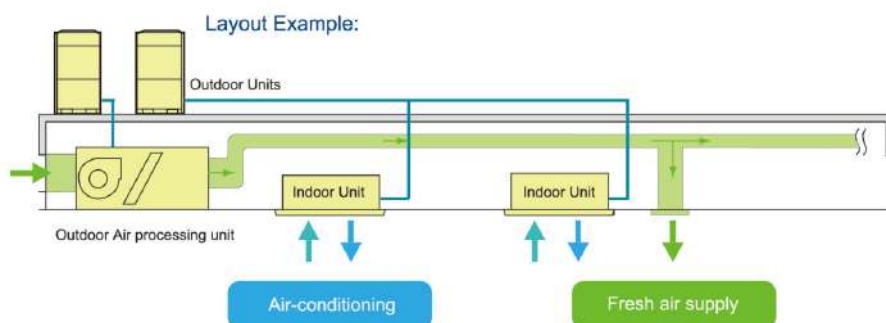 Layout Example:
Outdoor Units
Indoor Unit
Indoor Unit
Outdoor Air processing unit
Air-conditioning
Fresh air supply